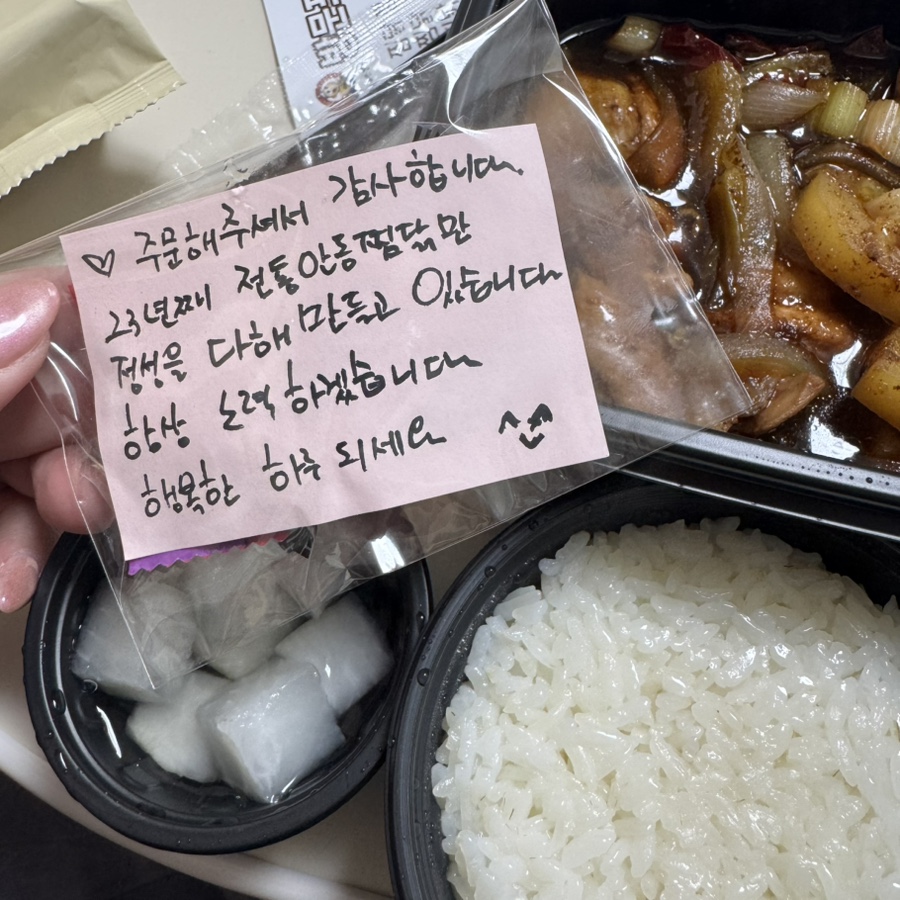 ♡ 주문해주셔서 감사합니다.
23년째 전통안동찜닭만
정성을 다해 만들고 있습니다
항상 노력하겠습니다
행복한 하루 되세요 ^^